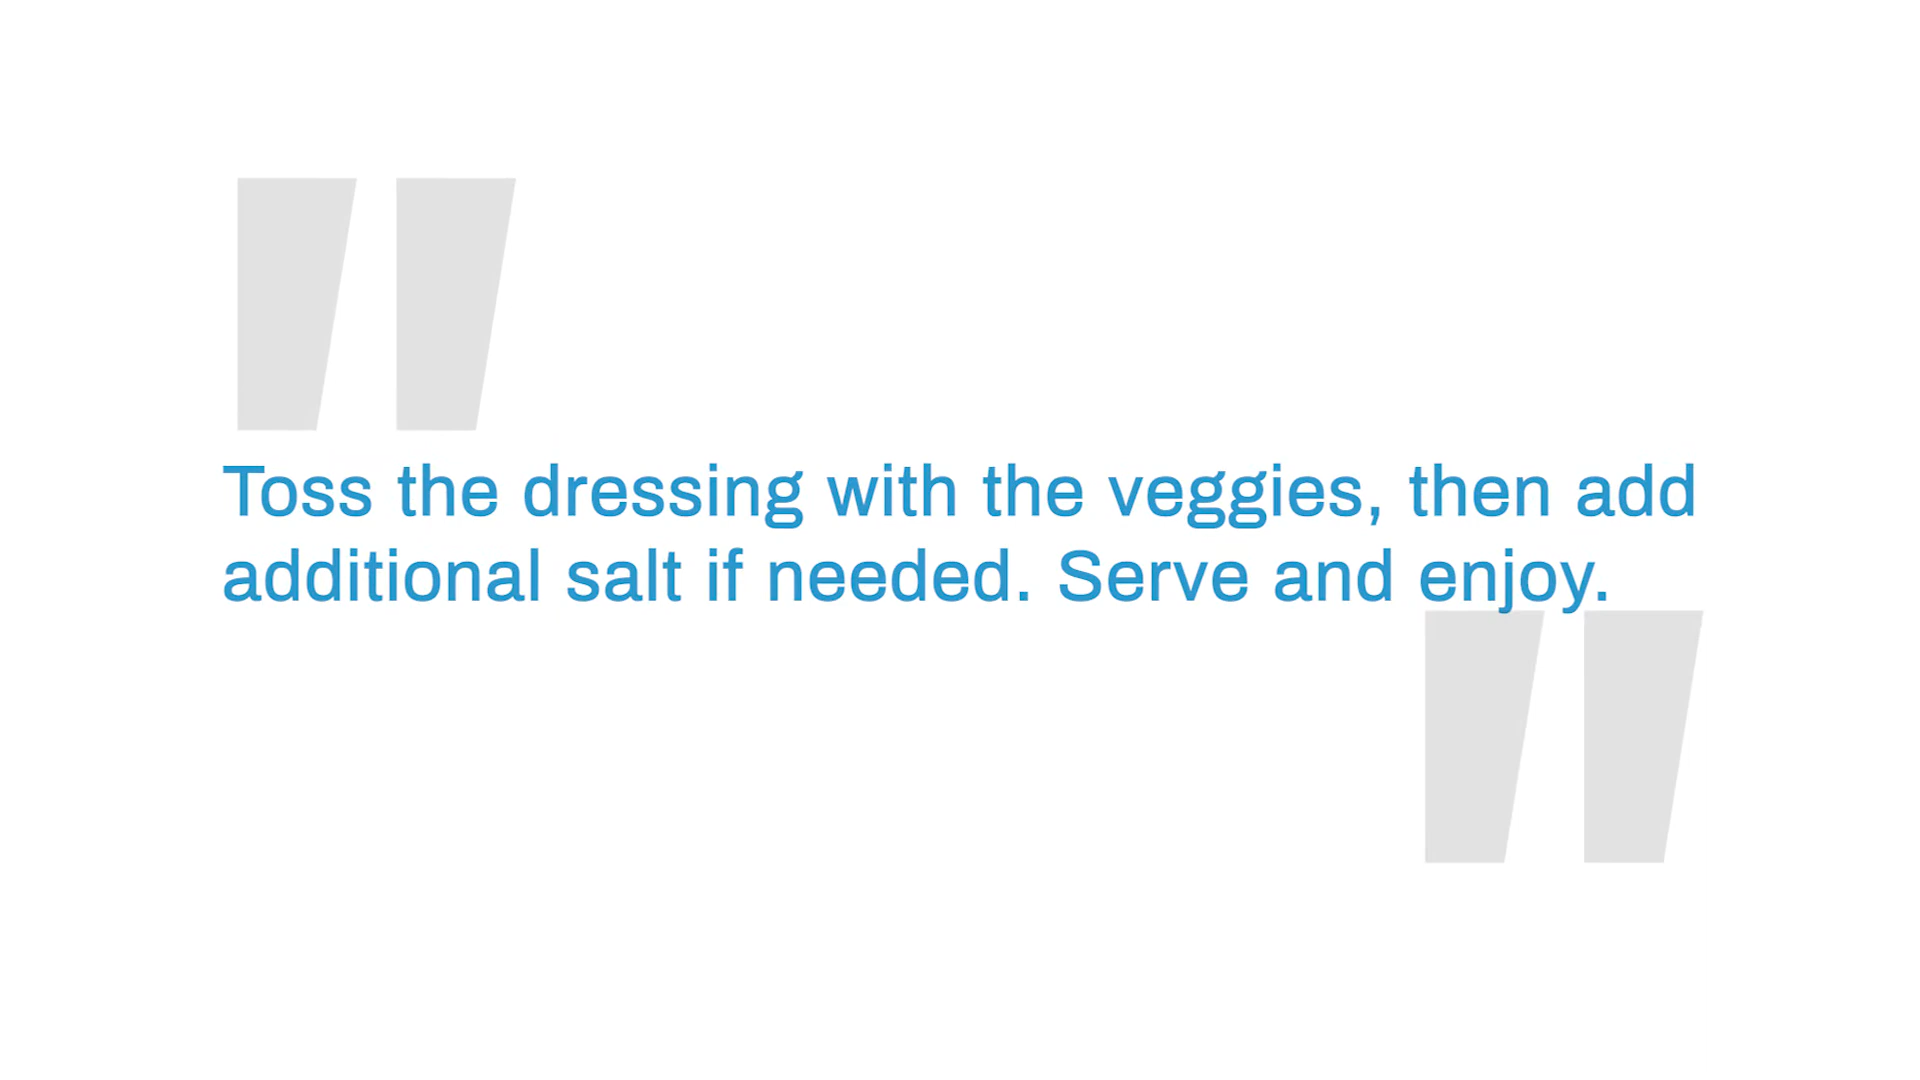 "
Toss the dressing with the veggies, then add
additional salt if needed. Serve and enjoy.
"